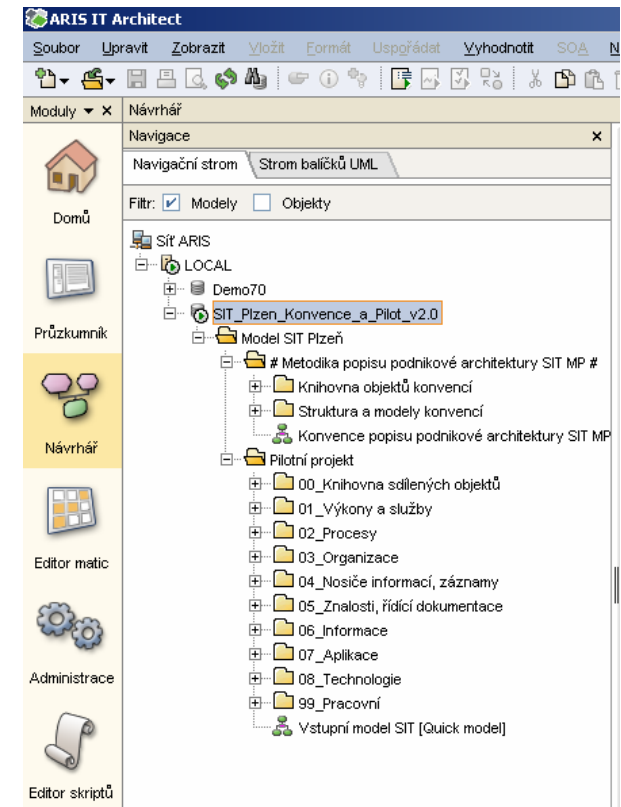 ARIS IT Architect
Soubor Upravit Zobrazit Vložit Formát Uspořádat Vyhodnotit SOA N
Moduly Návrhář
Navigace
Navigační strom Strom balíčků UML
Filtr: Modely Objekty
Domů
Průzkumník
Návrhář
Editor matic
Administrace
Editor skriptů
Síť ARIS
LOCAL
Demo70
SIT_Plzen_Konvence_a_Pilot_v2.0
Model SIT Plzeň
# Metodika popisu podnikové architektury SIT MP #
Knihovna objektů konvencí
Struktura a modely konvencí
Konvence popisu podnikové architektury SIT MP
Pilotní projekt
00_Knihovna sdílených objektů
01_Výkony a služby
02_Procesy
03_Organizace
04_Nosiče informací, záznamy
05_Znalosti, řídící dokumentace
06_Informace
07_Aplikace
08_Technologie
99_Pracovní
Vstupní model SIT [Quick model]